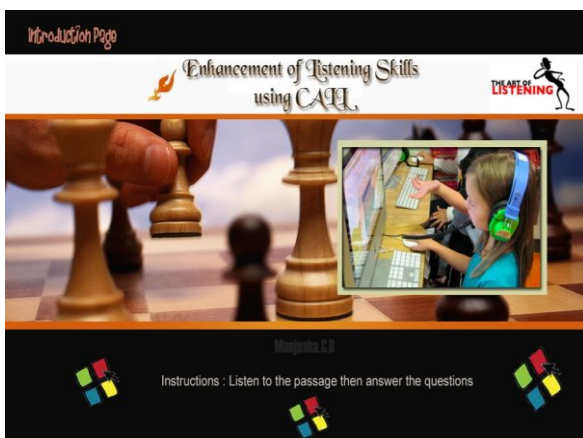 Introduction Page
Enhancement of Listening Skills
using CALL
THE ART OF
LISTENING
Manjusha.C.B
Instructions : Listen to the passage then answer the questions